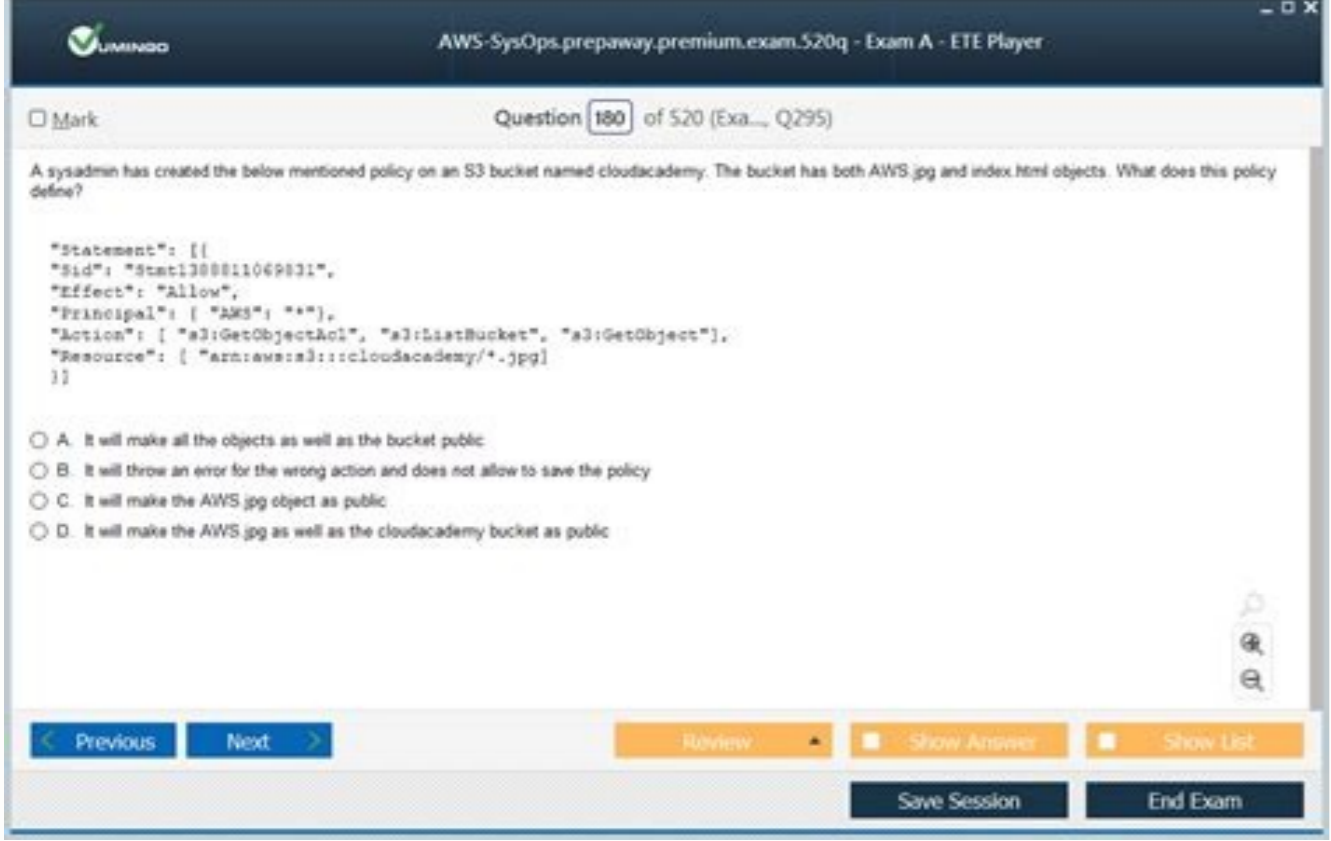 VUMINGO
AWS-SysOps.prepaway.premium.exam.520q - Exam A - ETE Player
Mark
Question 180 of 520 (Exa..., Q295)
A sysadmin has created the below mentioned policy on an S3 bucket named cloudacademy. The bucket has both AWS.jpg and index.html objects. What does this policy
define?
"Statement": [{
"Sid": "Stmt1388811069831",
"Effect": "Allow",
"Principal": { "AWS": "*"},
"Action": [ "s3:GetObjectAcl", "s3:ListBucket", "s3:GetObject"],
"Resource": [ "arn:aws:s3:::cloudacademy/*.jpg]
}]
A. It will make all the objects as well as the bucket public
B. It will throw an error for the wrong action and does not allow to save the policy
C. It will make the AWS.jpg object as public
D. It will make the AWS.jpg as well as the cloudacademy bucket as public
Previous
Next
Review
Show Answer
Show List
Save Session
End Exam